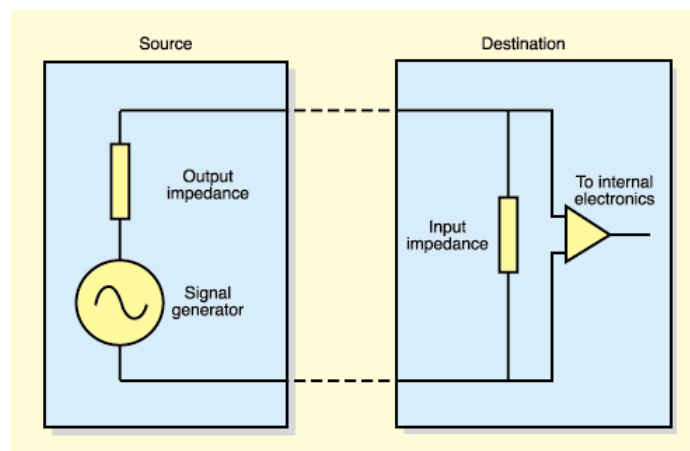 Source
Destination
Output
impedance
Signal
generator
Input
impedance
To internal
electronics